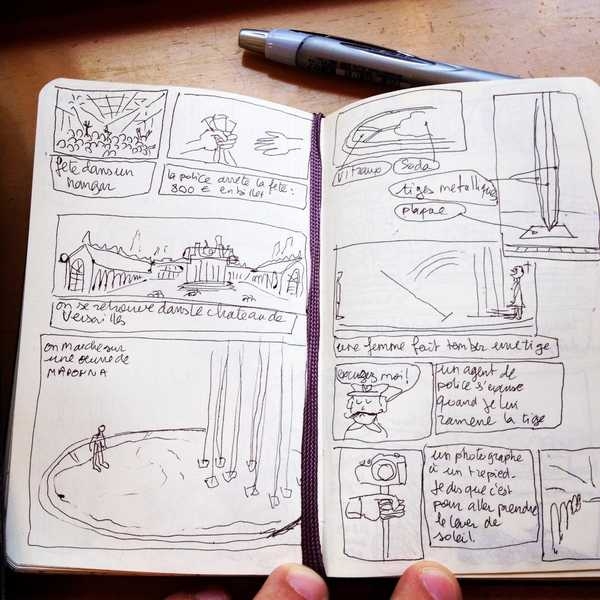 fête dans un
hangar
la police arrête la fête:
800 € en billet
on se retrouve dans le chateau de
Versailles
on marche sur
une œuvre de
MADONNA
vitraux
Soda
tiges metalliques
plaque
une femme fait tomber une tige
excusez moi!
un agent de
police s'excuse
quand je lui
ramene la tige
un photographe
à un trepied.
Je dis que c'est
pour aller prendre
le lever de
soleil.